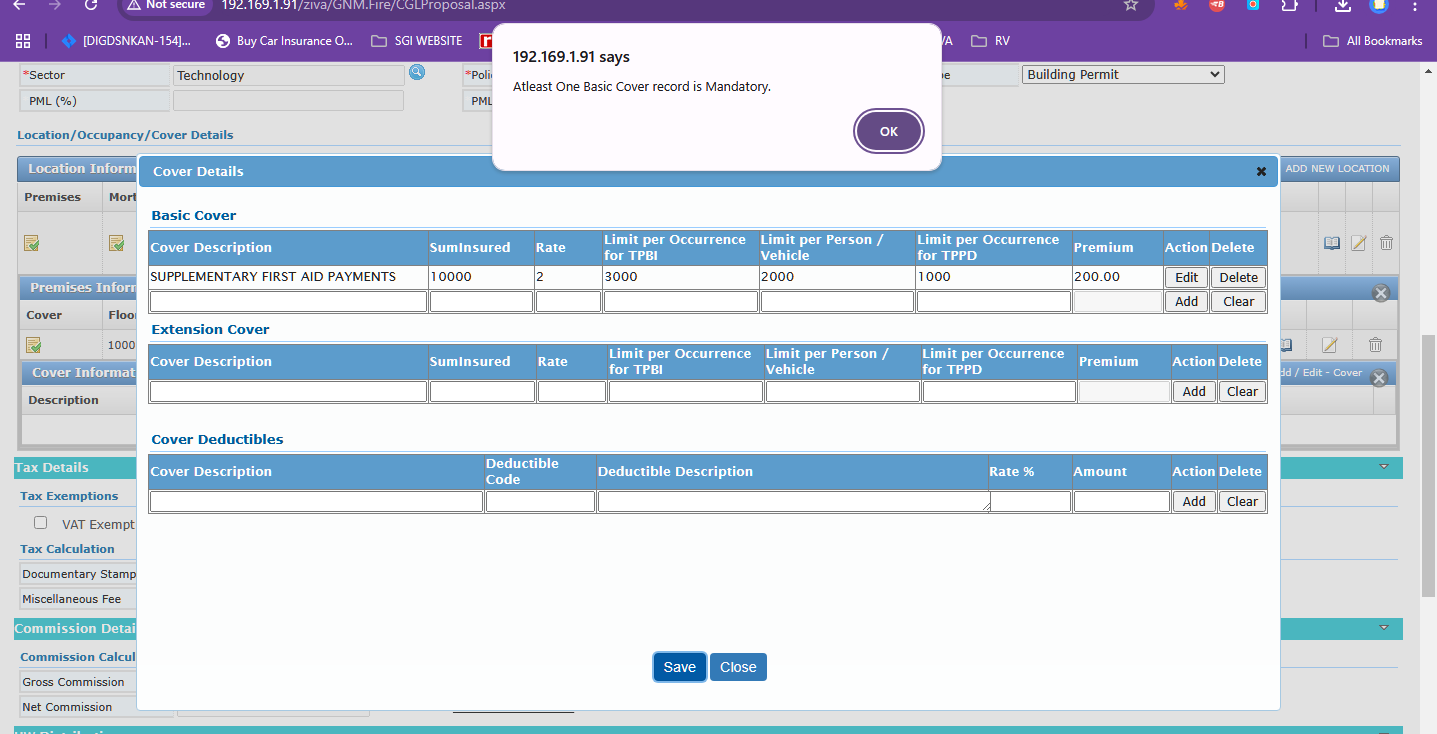 Not secure 192.169.1.91/ziva/GNM.Fire/CGLProposal.aspx
[DIGDSNKAN-154]... Buy Car Insurance O... SGI WEBSITE RV All Bookmarks
192.169.1.91 says
Atleast One Basic Cover record is Mandatory.
OK
*Sector Technology Building Permit
PML (%) PML
Location/Occupancy/Cover Details
Location Inform ADD NEW LOCATION
Premises Mort
Premises Inforn
Cover Floo
1000
Cover Informat dd / Edit - Cover
Description
Cover Details
Basic Cover
Cover Description SumInsured Rate Limit per Occurrence for TPBI Limit per Person / Vehicle Limit per Occurrence for TPPD Premium Action Delete
SUPPLEMENTARY FIRST AID PAYMENTS 10000 2 3000 2000 1000 200.00 Edit Delete
Add Clear
Extension Cover
Cover Description SumInsured Rate Limit per Occurrence for TPBI Limit per Person / Vehicle Limit per Occurrence for TPPD Premium Action Delete
Add Clear
Cover Deductibles
Cover Description Deductible Code Deductible Description Rate % Amount Action Delete
Add Clear
Save Close
Tax Details
Tax Exemptions
VAT Exempt
Tax Calculation
Documentary Stamp
Miscellaneous Fee
Commission Detai
Commission Calcul
Gross Commission
Net Commission